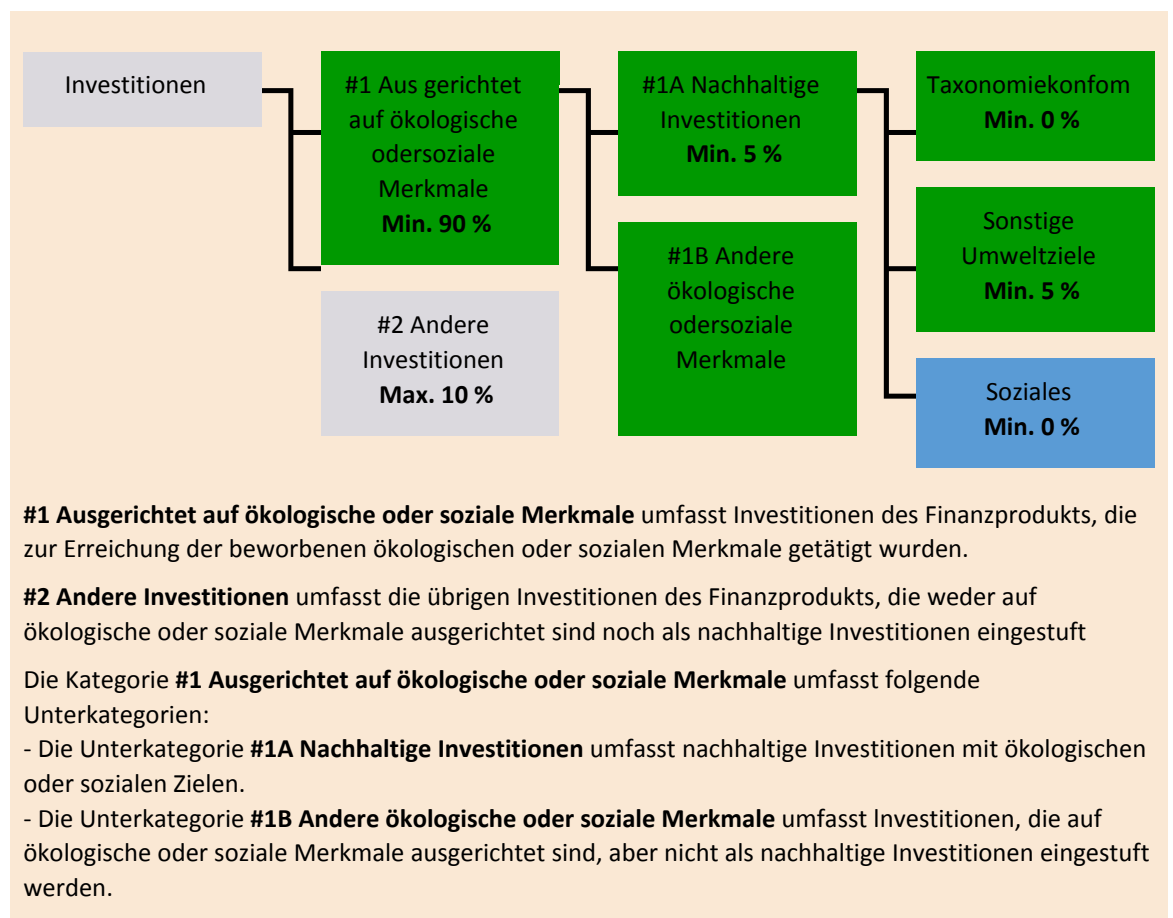 Investitionen
#1 Aus gerichtet
auf ökologische
odersoziale
Merkmale
Min. 90 %
#2 Andere
Investitionen
Max. 10 %
#1A Nachhaltige
Investitionen
Min. 5 %
#1B Andere
ökologische
odersoziale
Merkmale
Taxonomiekonfom
Min. 0 %
Sonstige
Umweltziele
Min. 5 %
Soziales
Min. 0 %
#1 Ausgerichtet auf ökologische oder soziale Merkmale umfasst Investitionen des Finanzprodukts, die
zur Erreichung der beworbenen ökologischen oder sozialen Merkmale getätigt wurden.
#2 Andere Investitionen umfasst die übrigen Investitionen des Finanzprodukts, die weder auf
ökologische oder soziale Merkmale ausgerichtet sind noch als nachhaltige Investitionen eingestuft
Die Kategorie #1 Ausgerichtet auf ökologische oder soziale Merkmale umfasst folgende
Unterkategorien:
- Die Unterkategorie #1A Nachhaltige Investitionen umfasst nachhaltige Investitionen mit ökologischen
oder sozialen Zielen.
- Die Unterkategorie #1B Andere ökologische oder soziale Merkmale umfasst lnvestitionen, die auf
ökologische oder soziale Merkmale ausgerichtet sind, aber nicht als nachhaltige Investitionen eingestuft
werden.